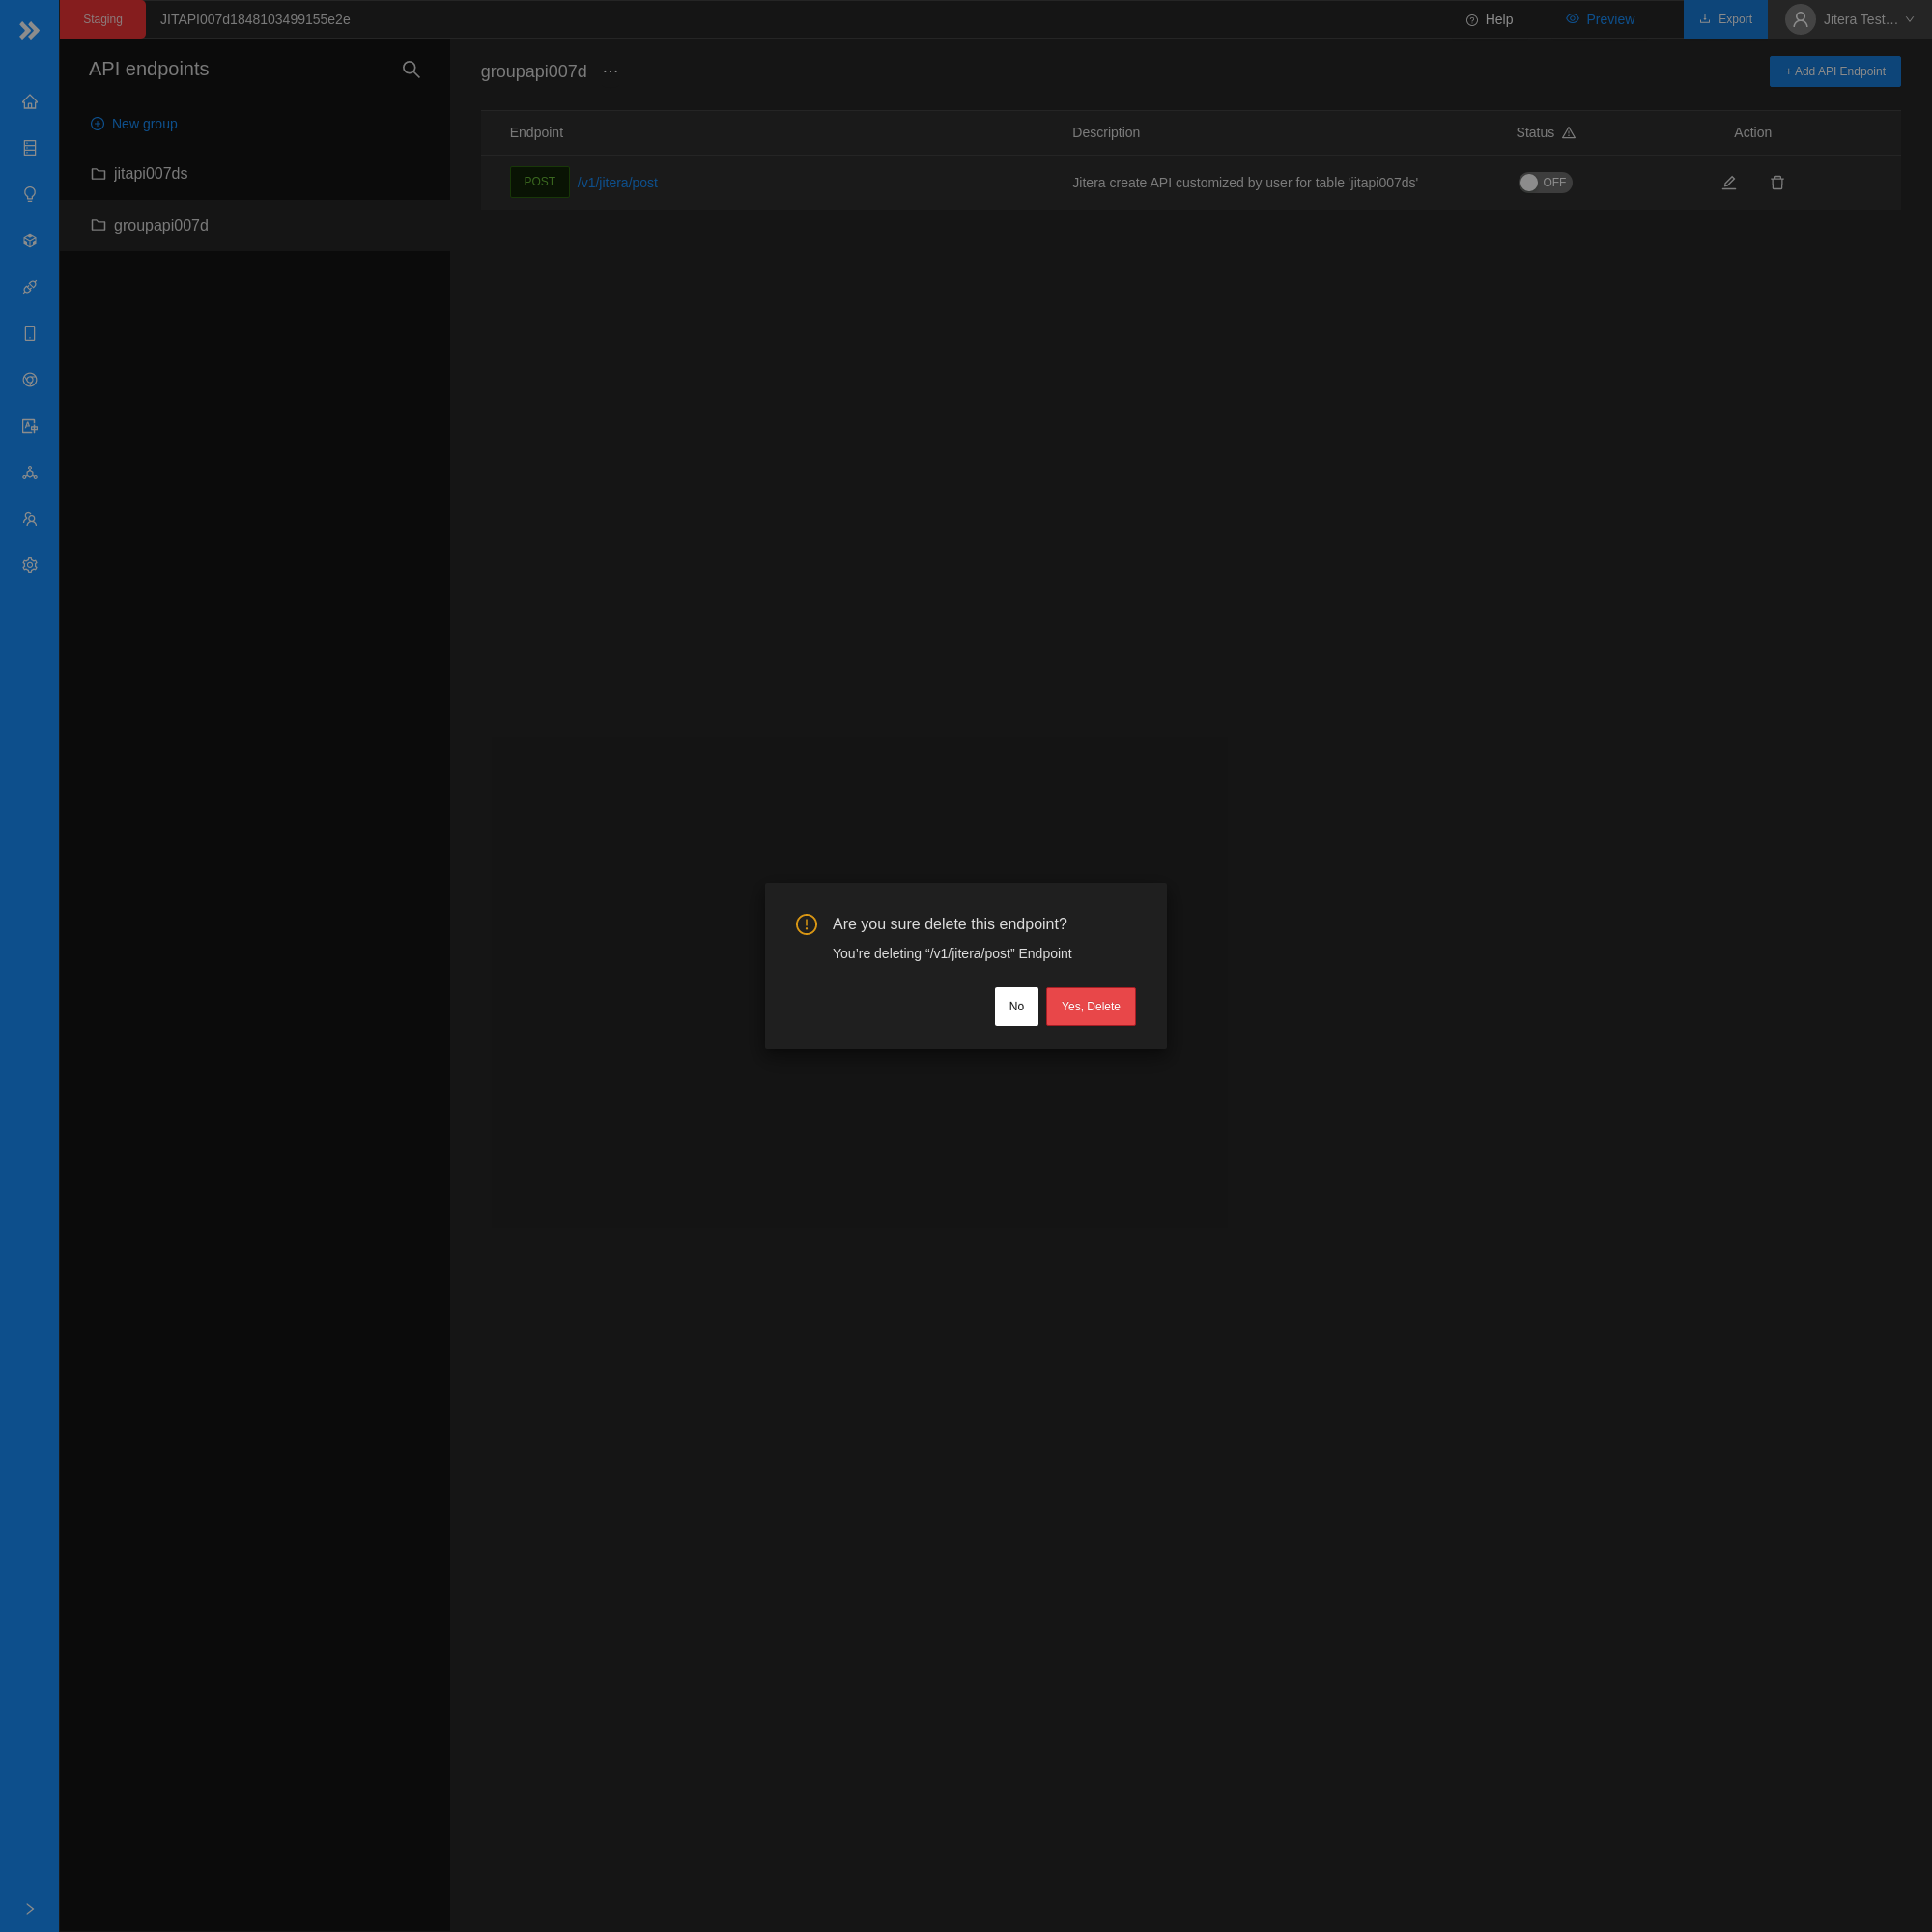 Staging
JITAPI007d1848103499155e2e
Help
Preview
Export
Jitera Test…
API endpoints
New group
jitapi007ds
groupapi007d
groupapi007d ···
+ Add API Endpoint
Endpoint Description Status Action
POST /v1/jitera/post Jitera create API customized by user for table 'jitapi007ds' OFF
Are you sure delete this endpoint?
You’re deleting “/v1/jitera/post” Endpoint
No Yes, Delete